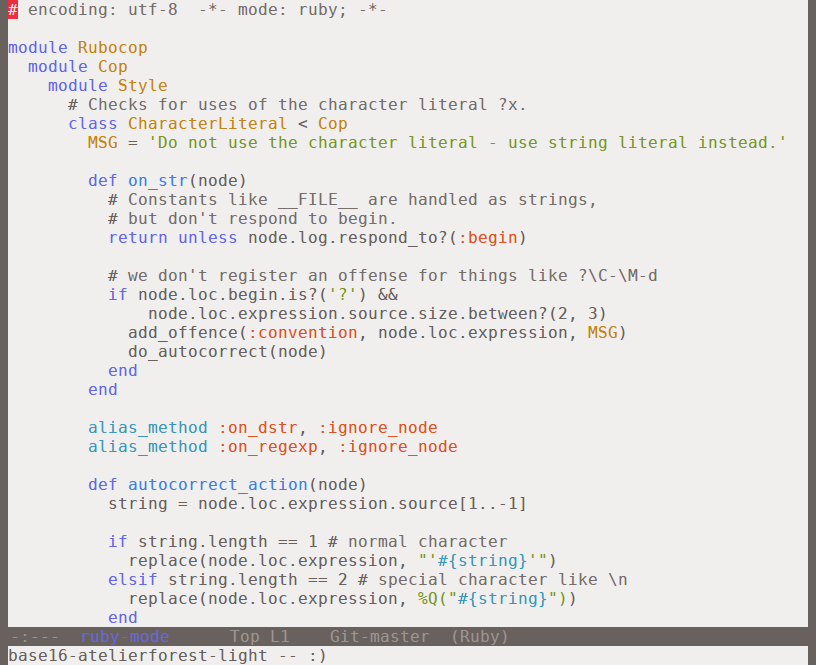 # encoding: utf-8  -*- mode: ruby; -*-

module Rubocop
  module Cop
    module Style
      # Checks for uses of the character literal ?x.
      class CharacterLiteral < Cop
        MSG = 'Do not use the character literal - use string literal instead.'

        def on_str(node)
          # Constants like __FILE__ are handled as strings,
          # but don't respond to begin.
          return unless node.log.respond_to?(:begin)

          # we don't register an offense for things like ?\C-\M-d
          if node.loc.begin.is?('?') &&
              node.loc.expression.source.size.between?(2, 3)
            add_offence(:convention, node.loc.expression, MSG)
            do_autocorrect(node)
          end
        end

        alias_method :on_dstr, :ignore_node
        alias_method :on_regexp, :ignore_node

        def autocorrect_action(node)
          string = node.loc.expression.source[1..-1]

          if string.length == 1 # normal character
            replace(node.loc.expression, "'#{string}'")
          elsif string.length == 2 # special character like \n
            replace(node.loc.expression, %Q("#{string}"))
          end
-:---  ruby-mode      Top L1    Git-master  (Ruby)
base16-atelierforest-light -- :)